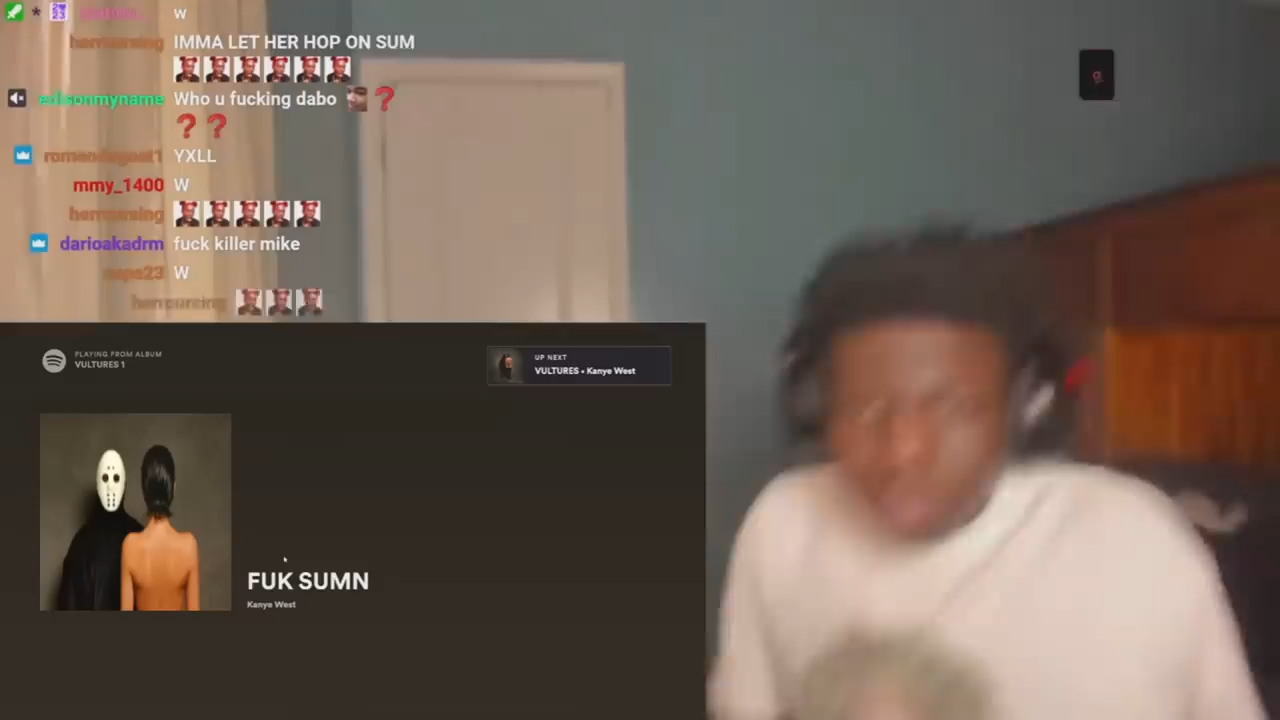 W
IMMA LET HER HOP ON SUM
edisonmyname Who u fucking dabo ❓
❓❓
YXLL
mmy_1400 W
W
darioakadrm fuck killer mike
PLAYING FROM ALBUM
VULTURES 1
UP NEXT
VULTURES • Kanye West
FUK SUMN
Kanye West